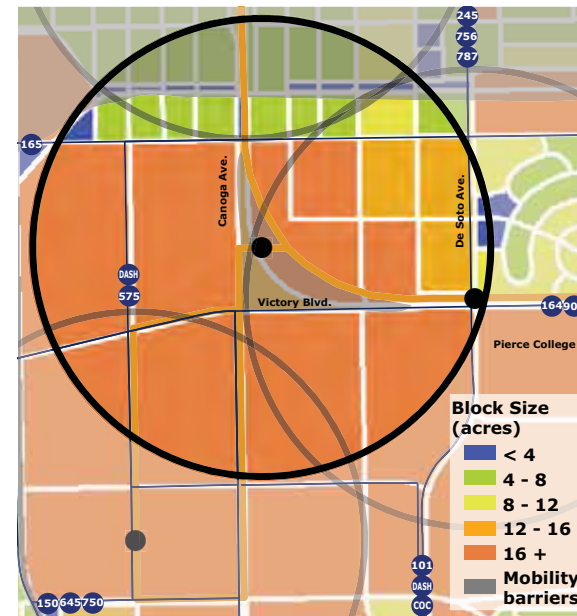 245
756
787
165
Canoga Ave.
De Soto Ave.
DASH
575
Victory Blvd.
164
90
Pierce College
Block Size
(acres)
< 4
4 - 8
8 - 12
12 - 16
16 +
Mobility
barriers
101
DASH
COC
150
645
750